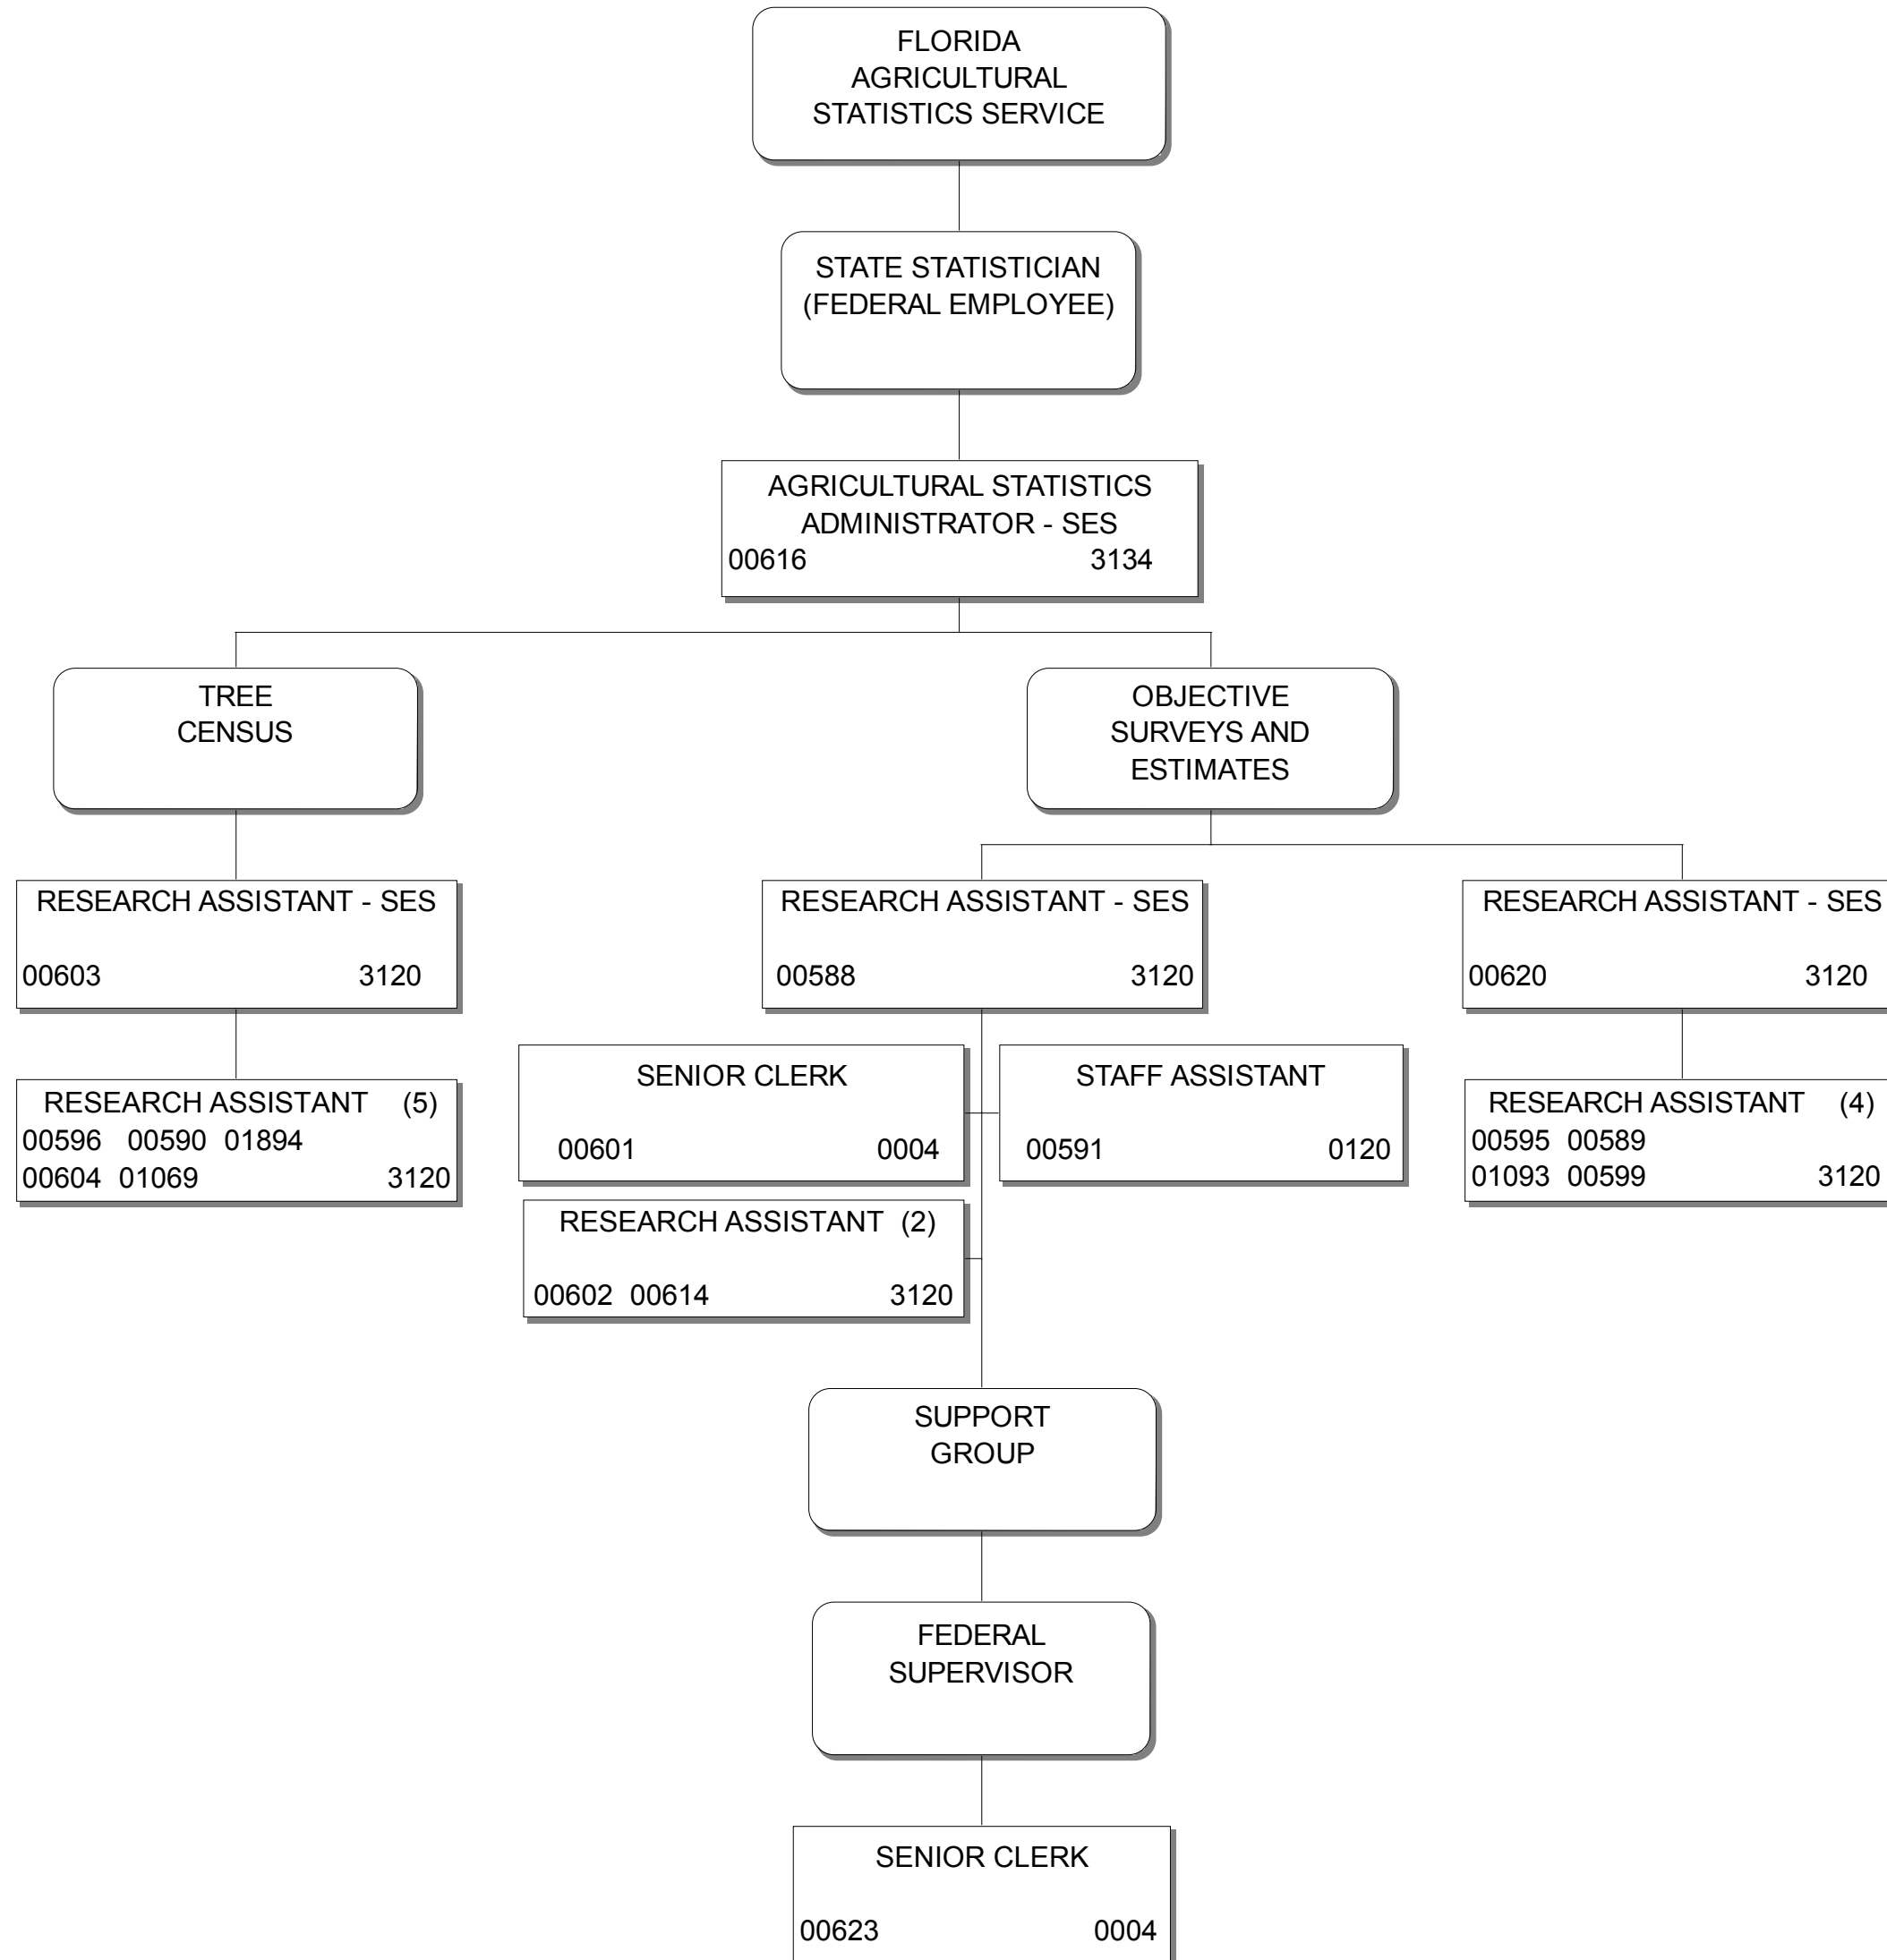 FLORIDA
AGRICULTURAL
STATISTICS SERVICE
STATE STATISTICIAN
(FEDERAL EMPLOYEE)
AGRICULTURAL STATISTICS
ADMINISTRATOR - SES
00616 3134
TREE
CENSUS
OBJECTIVE
SURVEYS AND
ESTIMATES
RESEARCH ASSISTANT - SES
00603 3120
RESEARCH ASSISTANT - SES
00588 3120
RESEARCH ASSISTANT - SES
00620 3120
RESEARCH ASSISTANT (5)
00596 00590 01894
00604 01069 3120
SENIOR CLERK
00601 0004
STAFF ASSISTANT
00591 0120
RESEARCH ASSISTANT (4)
00595 00589
01093 00599 3120
RESEARCH ASSISTANT (2)
00602 00614 3120
SUPPORT
GROUP
FEDERAL
SUPERVISOR
SENIOR CLERK
00623 0004